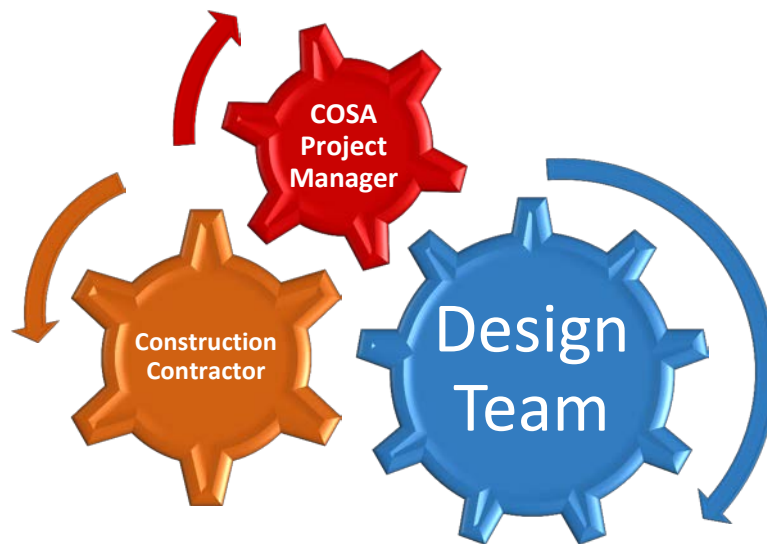 COSA
Project
Manager
Construction
Contractor
Design
Team